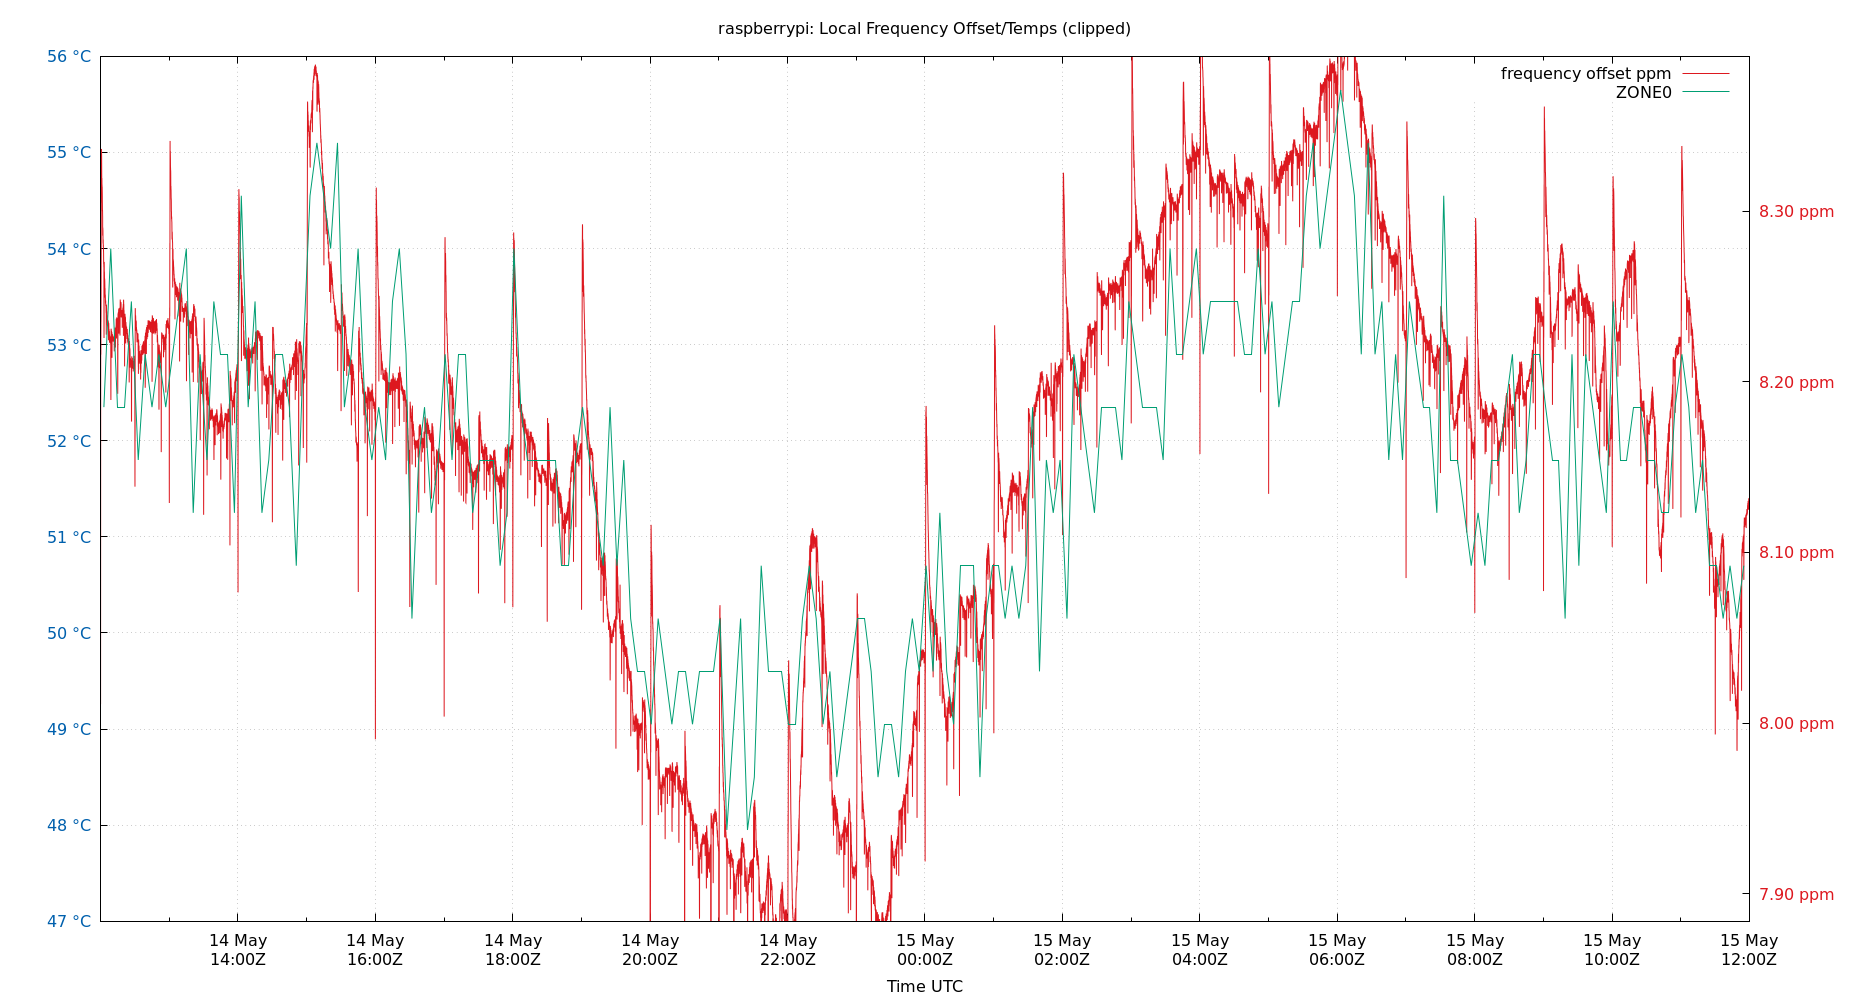 raspberrypi: Local Frequency Offset/Temps (clipped)
frequency offset ppm
ZONE0
56 °C
55 °C
54 °C
53 °C
52 °C
51 °C
50 °C
49 °C
48 °C
47 °C
8.30 ppm
8.20 ppm
8.10 ppm
8.00 ppm
7.90 ppm
14 May
14:00Z
14 May
16:00Z
14 May
18:00Z
14 May
20:00Z
14 May
22:00Z
15 May
00:00Z
15 May
02:00Z
15 May
04:00Z
15 May
06:00Z
15 May
08:00Z
15 May
10:00Z
15 May
12:00Z
Time UTC